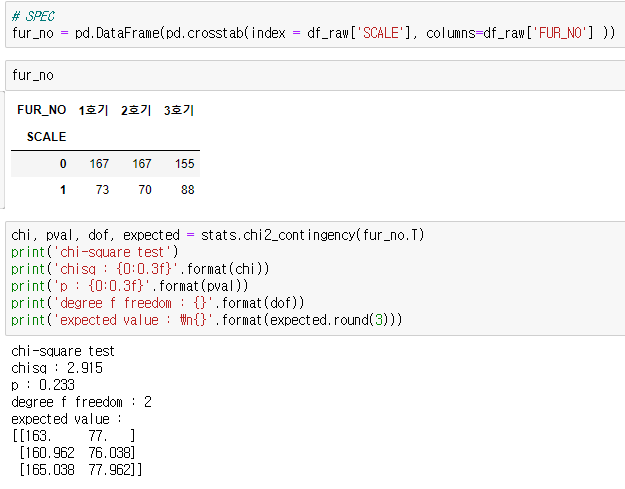 # SPEC
fur_no = pd.DataFrame(pd.crosstab(index = df_raw['SCALE'], columns=df_raw['FUR_NO'] ))
fur_no
FUR_NO 1호기 2호기 3호기
SCALE
0 167 167 155
1 73 70 88
chi, pval, dof, expected = stats.chi2_contingency(fur_no.T)
print('chi-square test')
print('chisq : {0:0.3f}'.format(chi))
print('p : {0:0.3f}'.format(pval))
print('degree f freedom : {}'.format(dof))
print('expected value : ₩n{}'.format(expected.round(3)))
chi-square test
chisq : 2.915
p : 0.233
degree f freedom : 2
expected value :
[[163. 77. ]
[160.962 76.038]
[165.038 77.962]]